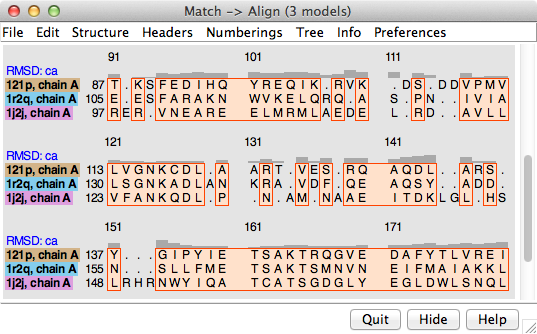 Match -> Align (3 models)
File Edit Structure Headers Numberings Tree Info Preferences
91 101 111
RMSD: ca
121p, chain A 87 T.KSFEDIHQ YREQIK.RVK .DS.DDVPMV
1r2q, chain A 105 E.ESFARAKN WVKELQRQ.A S.PN..IVIA
1j2j, chain A 97 RER.VNEARE ELMRMLAEDE L.RD..AVLL
121 131 141
RMSD: ca
121p, chain A 113 LVGNKCDL.A ART.VES.RQ AQDL..ARS.
1r2q, chain A 130 LSGNKADLAN KRA.VDF.QE AQSY..ADD.
1j2j, chain A 123 VFANKQDL.P .N.AM.NAAE ITDKLGL.HS
151 161 171
RMSD: ca
121p, chain A 137 Y...GIPYIE TSAKTRQGVE DAFYTLVREI
1r2q, chain A 155 N...SLLFME TSAKTSMNVN EIFMAIAKKL
1j2j, chain A 148 LRHRNWYIQA TCATSGDGLY EGLDWLSNQL
Quit Hide Help